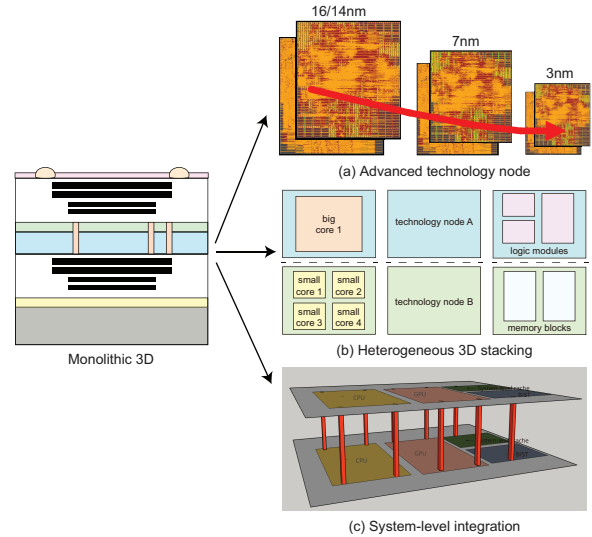 16/14nm
7nm
3nm
(a) Advanced technology node
big
core 1
technology node A
logic modules
small
core 1
small
core 2
small
core 3
small
core 4
technology node B
memory blocks
(b) Heterogeneous 3D stacking
Monolithic 3D
CPU
GPU
CPU
GPU
(c) System-level integration